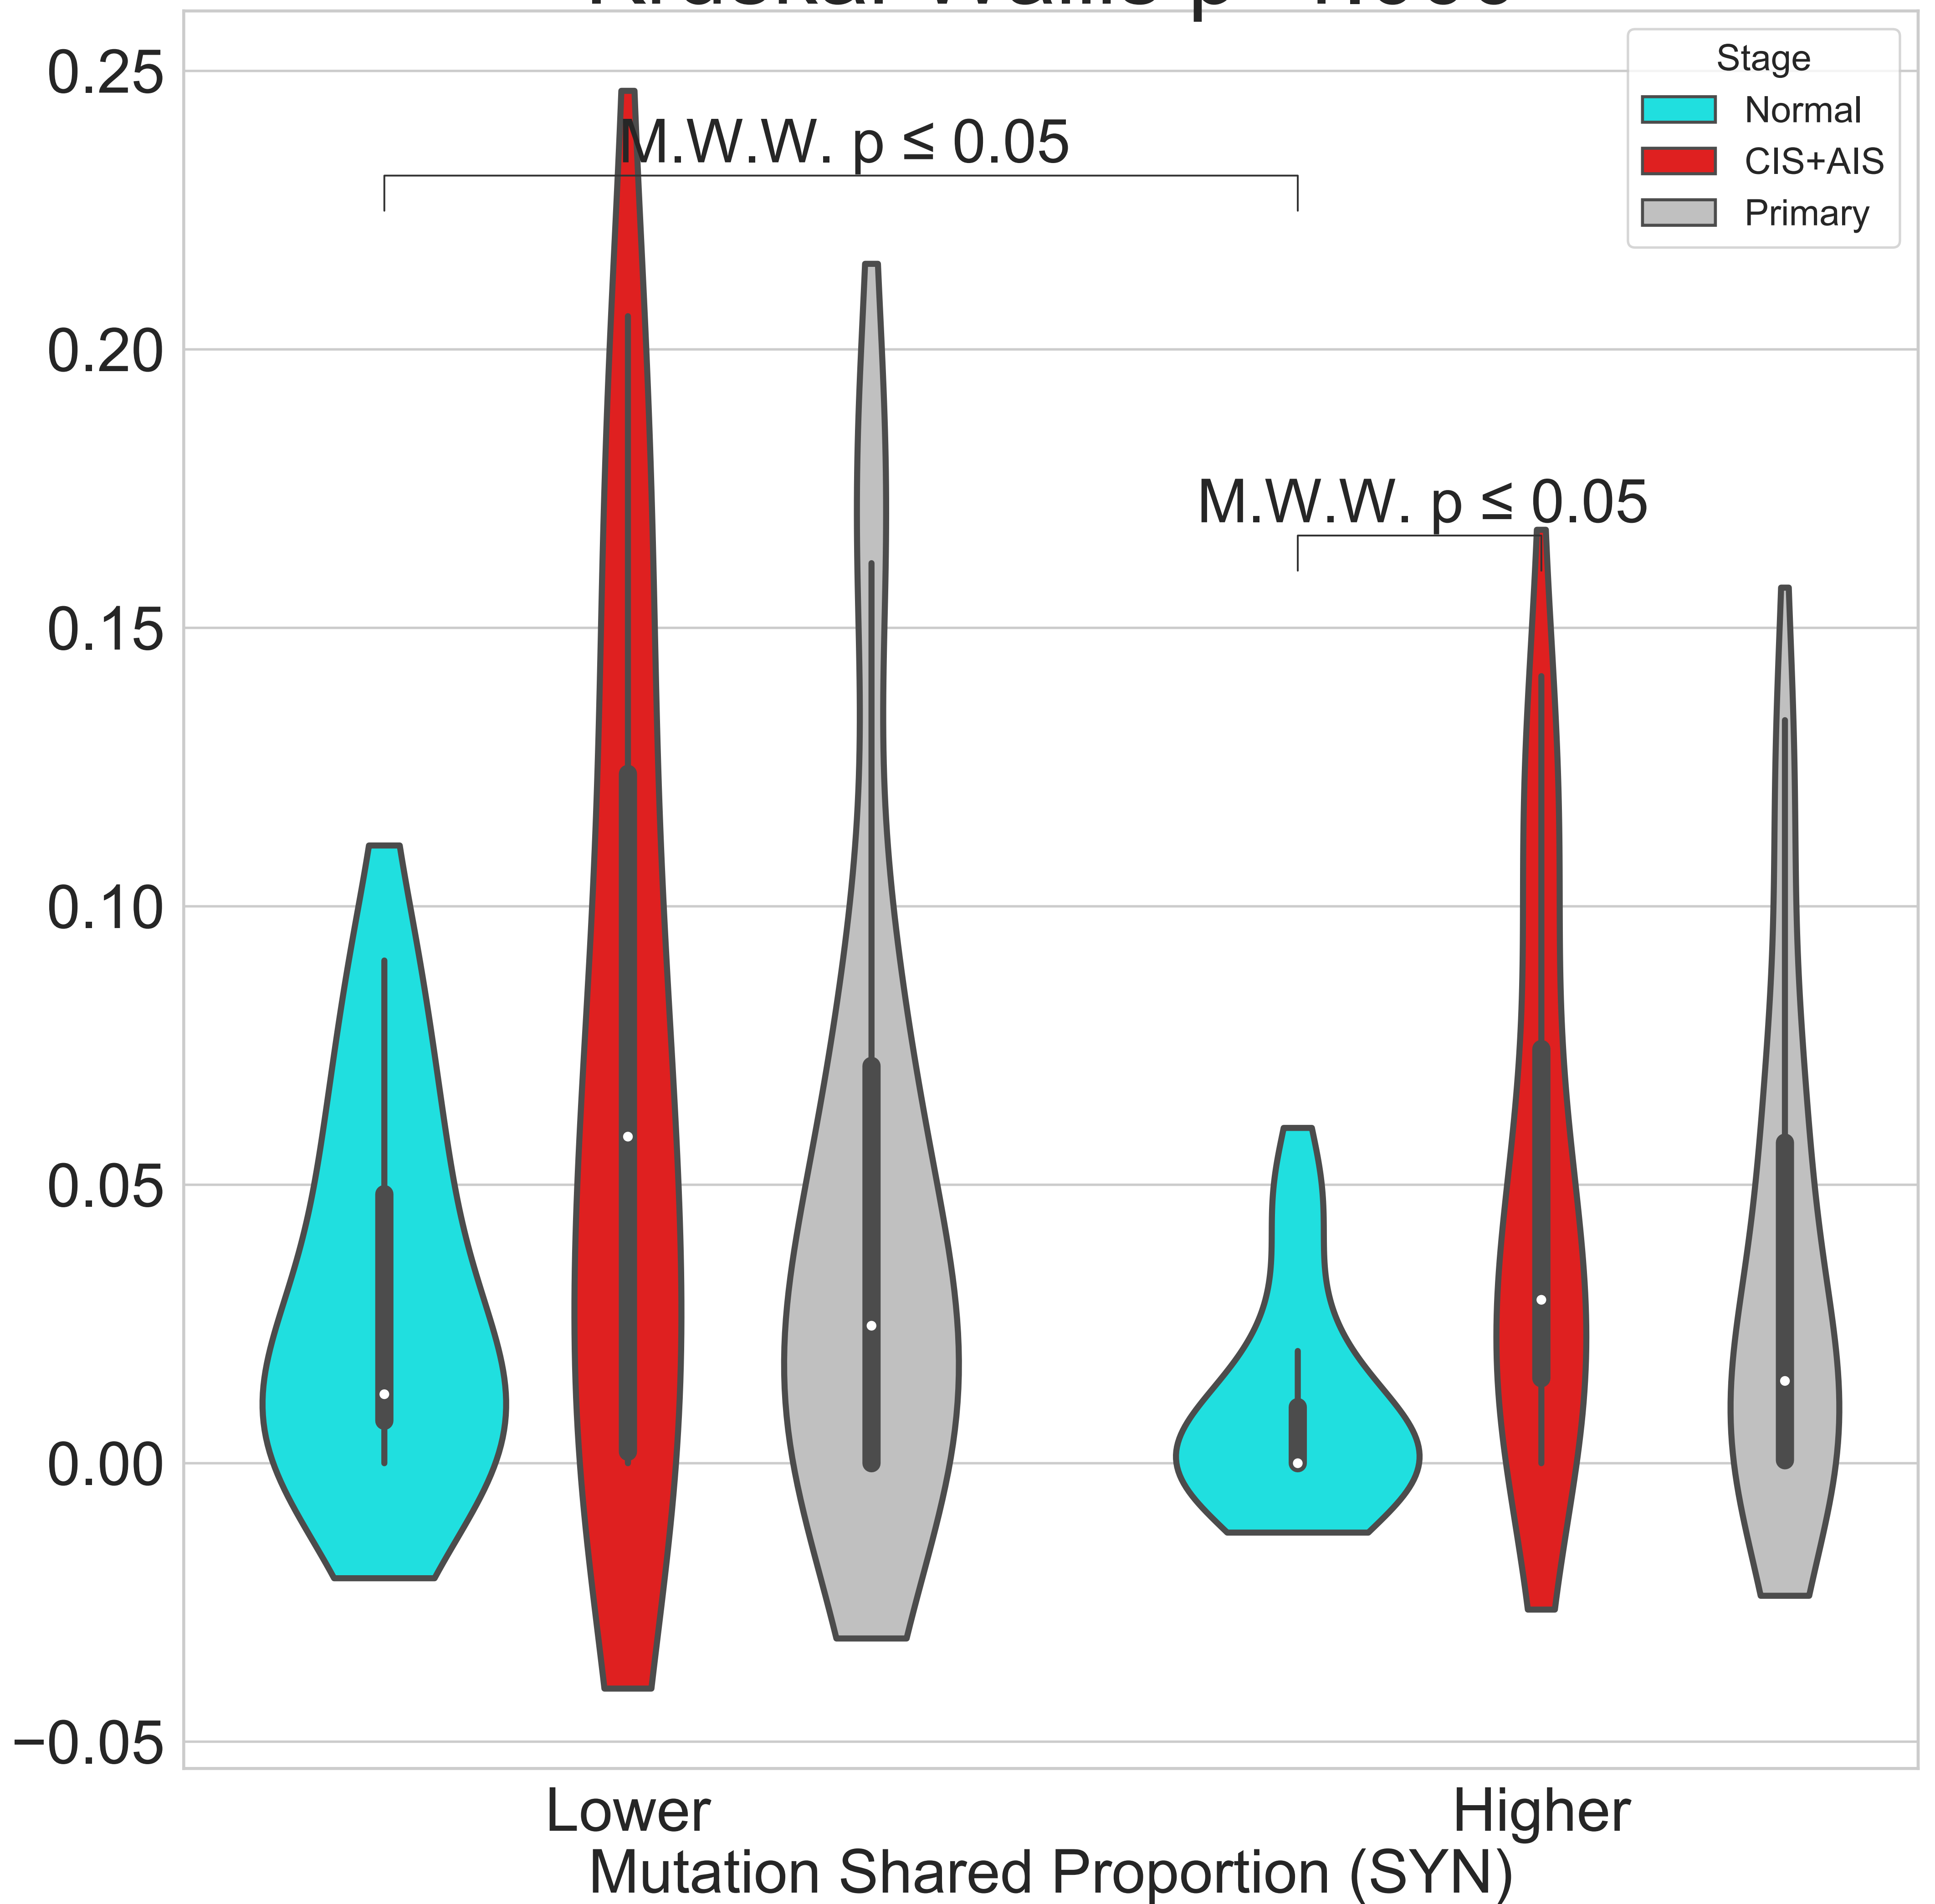 0.25
0.20
0.15
0.10
0.05
0.00
−0.05
Stage
Normal
CIS+AIS
Primary
M.W.W. p ≤ 0.05
M.W.W. p ≤ 0.05
Lower
Higher
Mutation Shared Proportion (SYN)